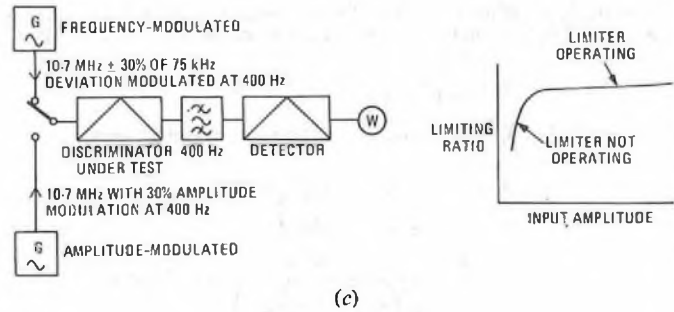 G
FREQUENCY-MODULATED
10·7 MHz ± 30% OF 75 kHz
DEVIATION MODULATED AT 400 Hz
DISCRIMINATOR
UNDER TEST
400 Hz
DETECTOR
W
10·7 MHz WITH 30% AMPLITUDE
MODULATION AT 400 Hz
G
AMPLITUDE-MODULATED
LIMITER
OPERATING
LIMITING
RATIO
LIMITER NOT
OPERATING
INPUT AMPLITUDE
(c)